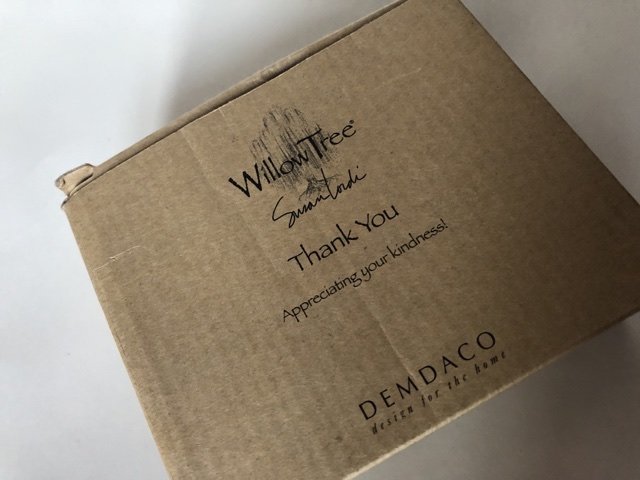 WillowTree®
Susan Lordi
Thank You
Appreciating your kindness!
DEMDACO
design for the home